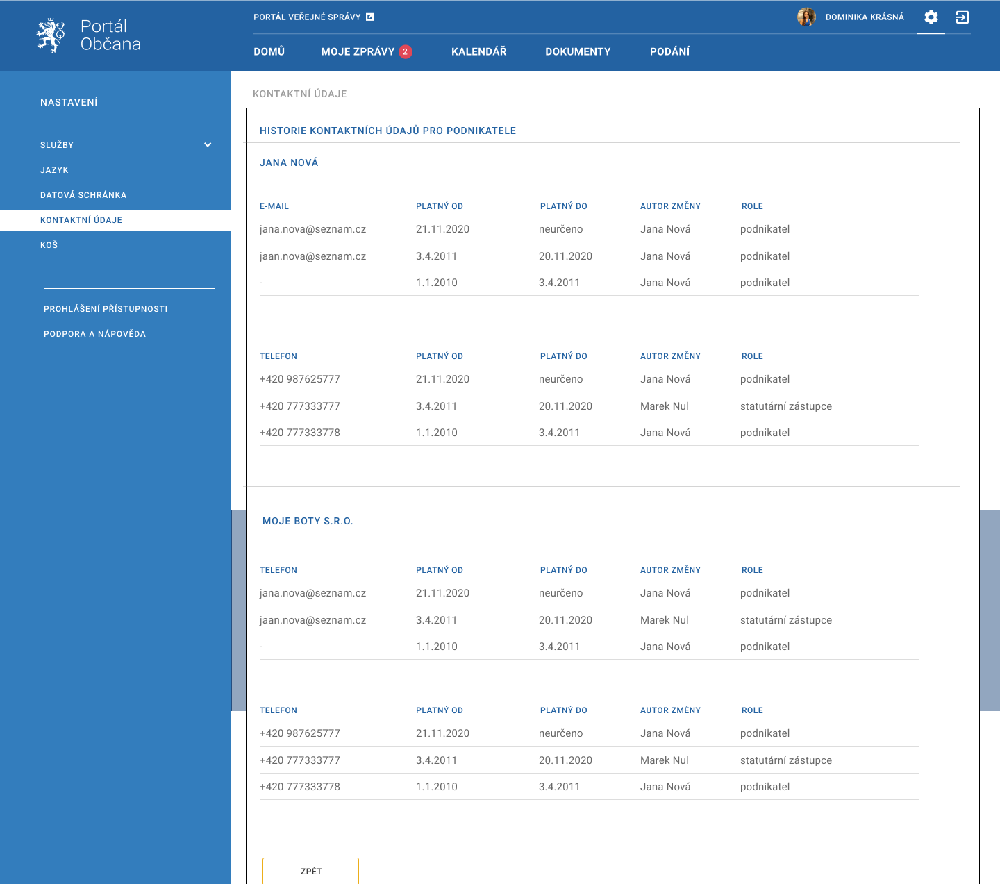 Portál
Občana
PORTÁL VEŘEJNÉ SPRÁVY
DOMINIKA KRÁSNÁ
DOMŮ
MOJE ZPRÁVY 2
KALENDÁŘ
DOKUMENTY
PODÁNÍ
NASTAVENÍ
SLUŽBY
JAZYK
DATOVÁ SCHRÁNKA
KONTAKTNÍ ÚDAJE
KOŠ
PROHLÁŠENÍ PŘÍSTUPNOSTI
PODPORA A NÁPOVĚDA
KONTAKTNÍ ÚDAJE
HISTORIE KONTAKTNÍCH ÚDAJŮ PRO PODNIKATELE
JANA NOVÁ
E-MAIL PLATNÝ OD PLATNÝ DO AUTOR ZMĚNY ROLE
jana.nova@seznam.cz 21.11.2020 neurčeno Jana Nová podnikatel
jaan.nova@seznam.cz 3.4.2011 20.11.2020 Jana Nová podnikatel
- 1.1.2010 3.4.2011 Jana Nová podnikatel
TELEFON PLATNÝ OD PLATNÝ DO AUTOR ZMĚNY ROLE
+420 987625777 21.11.2020 neurčeno Jana Nová podnikatel
+420 777333777 3.4.2011 20.11.2020 Marek Nul statutární zástupce
+420 777333778 1.1.2010 3.4.2011 Jana Nová podnikatel
MOJE BOTY S.R.O.
TELEFON PLATNÝ OD PLATNÝ DO AUTOR ZMĚNY ROLE
jana.nova@seznam.cz 21.11.2020 neurčeno Jana Nová podnikatel
jaan.nova@seznam.cz 3.4.2011 20.11.2020 Marek Nul statutární zástupce
- 1.1.2010 3.4.2011 Jana Nová podnikatel
TELEFON PLATNÝ OD PLATNÝ DO AUTOR ZMĚNY ROLE
+420 987625777 21.11.2020 neurčeno Jana Nová podnikatel
+420 777333777 3.4.2011 20.11.2020 Marek Nul statutární zástupce
+420 777333778 1.1.2010 3.4.2011 Jana Nová podnikatel
ZPĚT